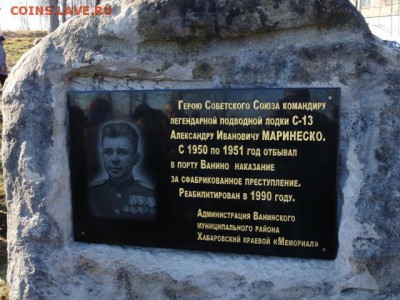 COINS.LAVE.RU
Герою Советского Союза командиру
легендарной подводной лодки С-13
Александру Ивановичу МАРИНЕСКО.
С 1950 по 1951 год отбывал
в порту Ванино наказание
за сфабрикованное преступление.
Реабилитирован в 1990 году.
Администрация Ванинского
муниципального района
Хабаровский краевой «Мемориал»